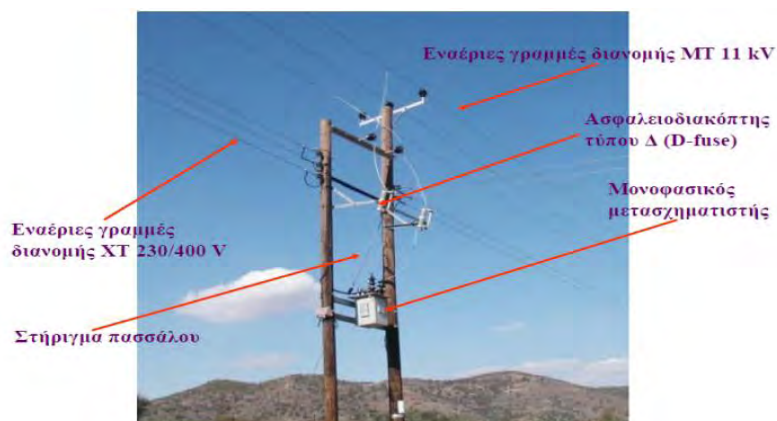 Εναέριες γραμμές διανομής ΜΤ 11 kV
Ασφαλειοδιακόπτης
τύπου Δ (D-fuse)
Μονοφασικός
μετασχηματιστής
Εναέριες γραμμές
διανομής ΧΤ 230/400 V
Στήριγμα πασσάλου